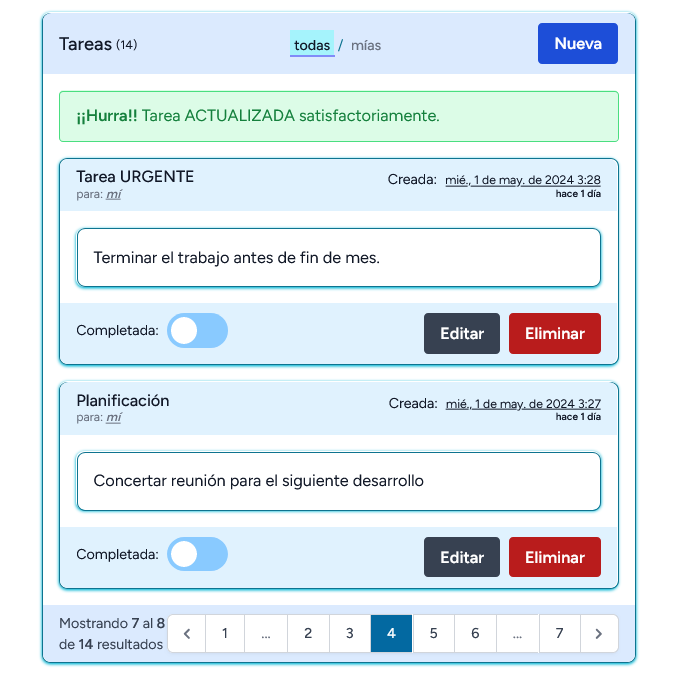 Tareas (14) todas / mías Nueva
¡¡Hurra!! Tarea ACTUALIZADA satisfactoriamente.
Tarea URGENTE Creada: mié., 1 de may. de 2024 3:28
para: mí hace 1 día
Terminar el trabajo antes de fin de mes.
Completada: Editar Eliminar
Planificación Creada: mié., 1 de may. de 2024 3:27
para: mí hace 1 día
Concertar reunión para el siguiente desarrollo
Completada: Editar Eliminar
Mostrando 7 al 8
de 14 resultados
1 ... 2 3 4 5 6 ... 7